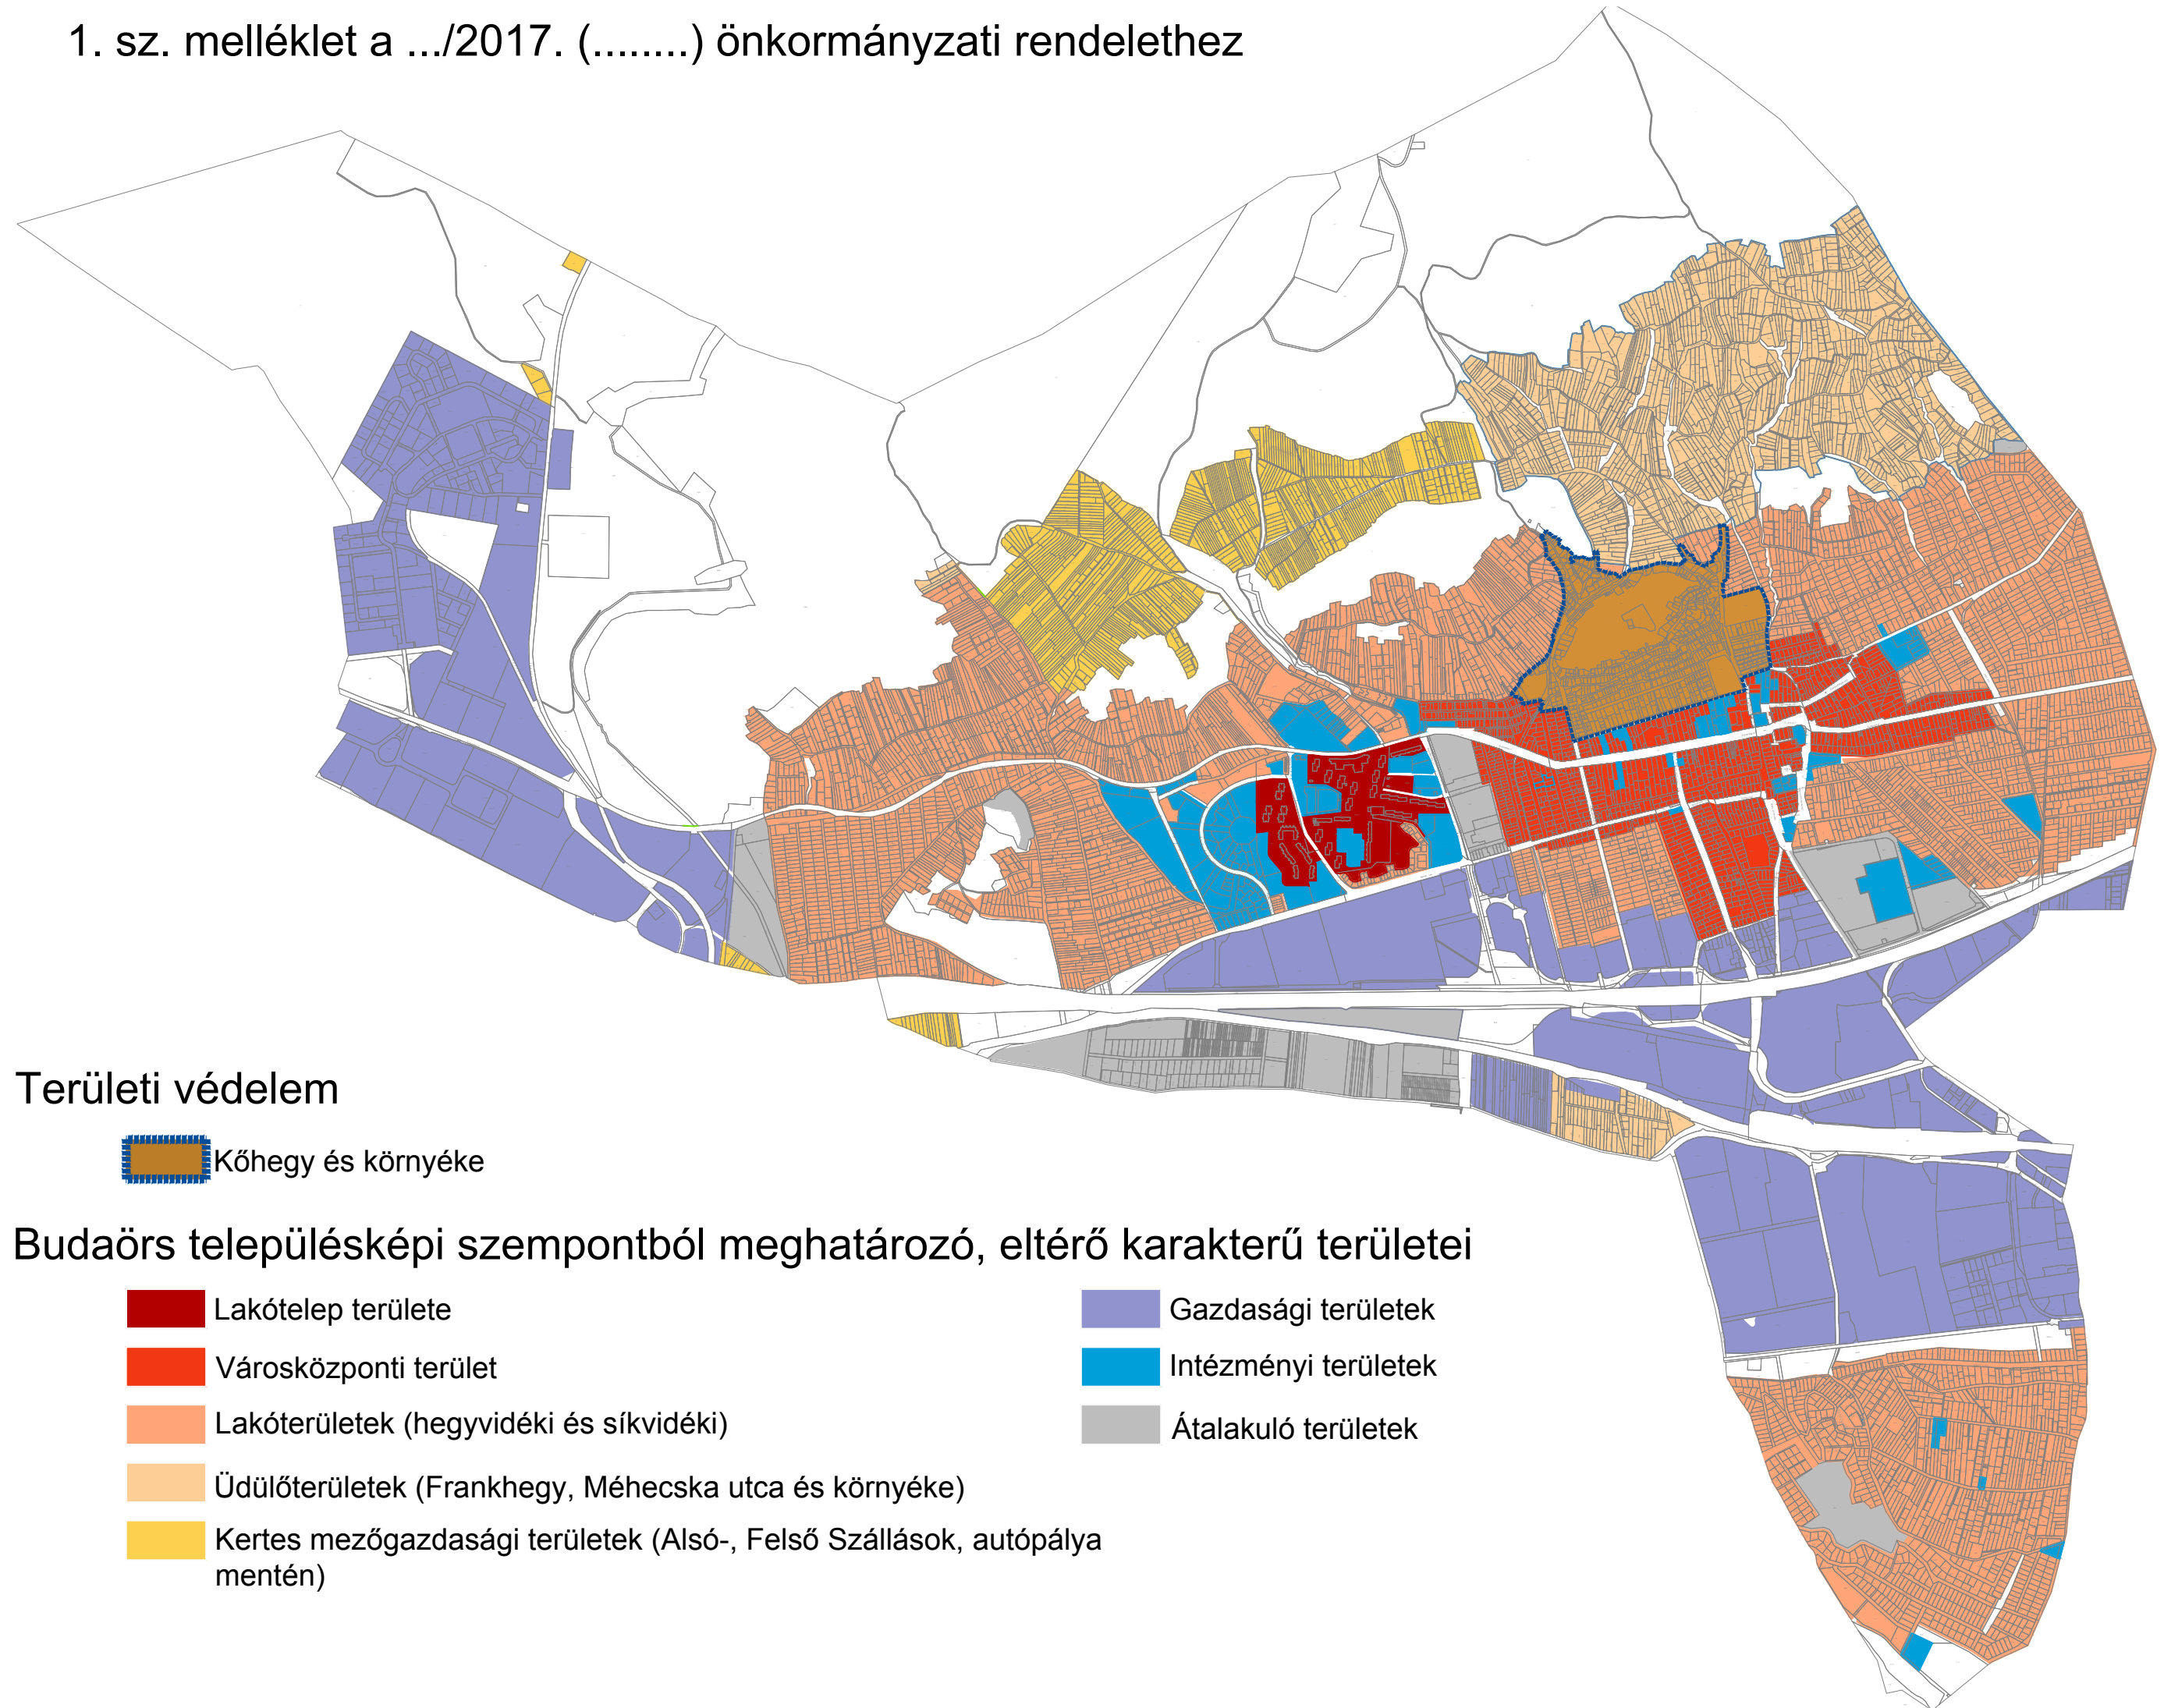 1. sz. melléklet a .../2017. (........) önkormányzati rendelethez
Területi védelem
Kőhegy és környéke
Budaörs településképi szempontból meghatározó, eltérő karakterű területei
Lakótelep területe
Városközponti terület
Lakóterületek (hegyvidéki és síkvidéki)
Üdülőterületek (Frankhegy, Méhecska utca és környéke)
Kertes mezőgazdasági területek (Alsó-, Felső Szállások, autópálya
mentén)
Gazdasági területek
Intézményi területek
Átalakuló területek